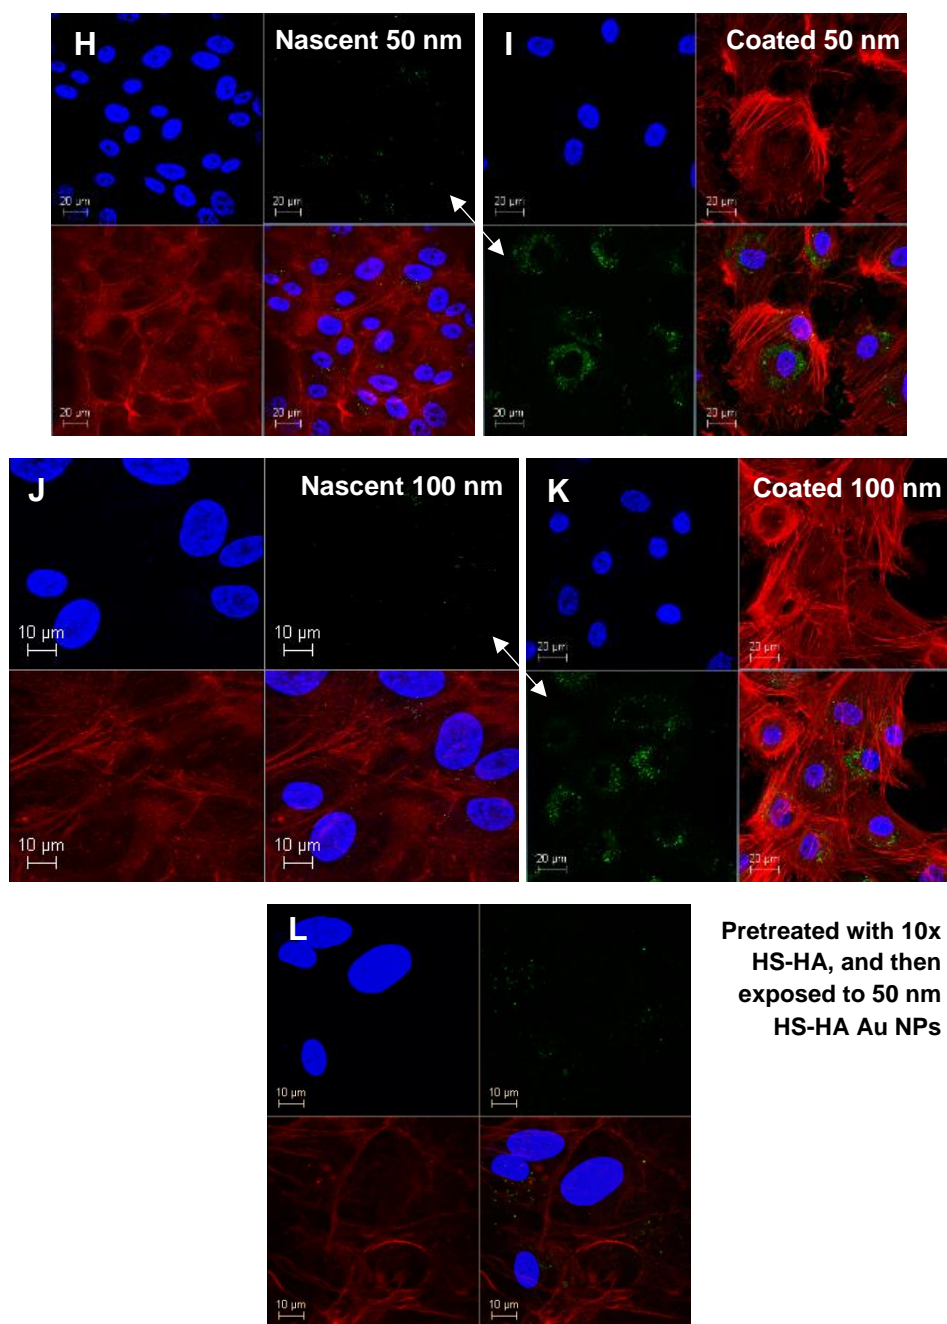 H
Nascent 50 nm
I
Coated 50 nm
20 µm
20 µm
20 µm
20 µm
20 µm
20 µm
20 µm
20 µm
J
Nascent 100 nm
K
Coated 100 nm
10 µm
10 µm
20 µm
20 µm
10 µm
10 µm
20 µm
20 µm
L
Pretreated with 10x
HS-HA, and then
exposed to 50 nm
HS-HA Au NPs
10 µm
10 µm
10 µm
10 µm